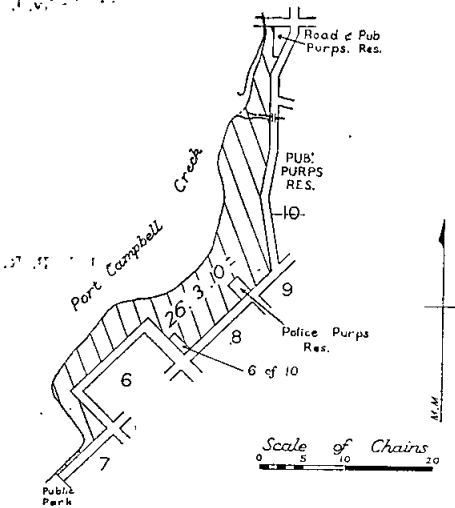 Road & Pub
Purps. Res.
Port Campbell Creek
PUB.
PURPS
RES.
10
9
26. 3. 0
8
Police Purps
Res.
6 of 10
6
7
Public
Park
M.M.
Scale of Chains
0 5 10 20